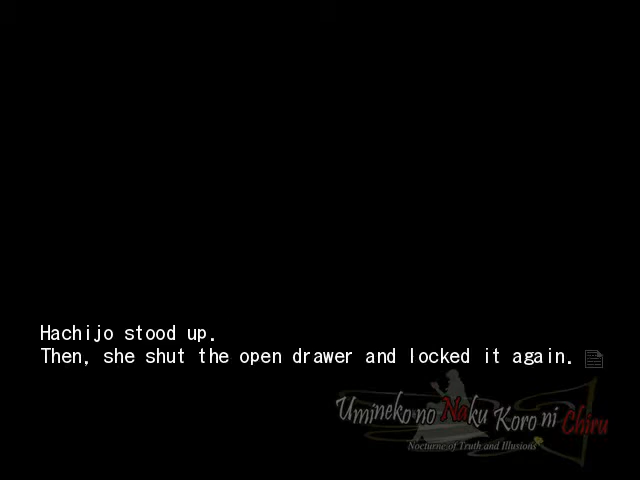 Hachijo stood up.
Then, she shut the open drawer and locked it again.
Umineko no Naku Koro ni Chiru
Nocturne of Truth and Illusions